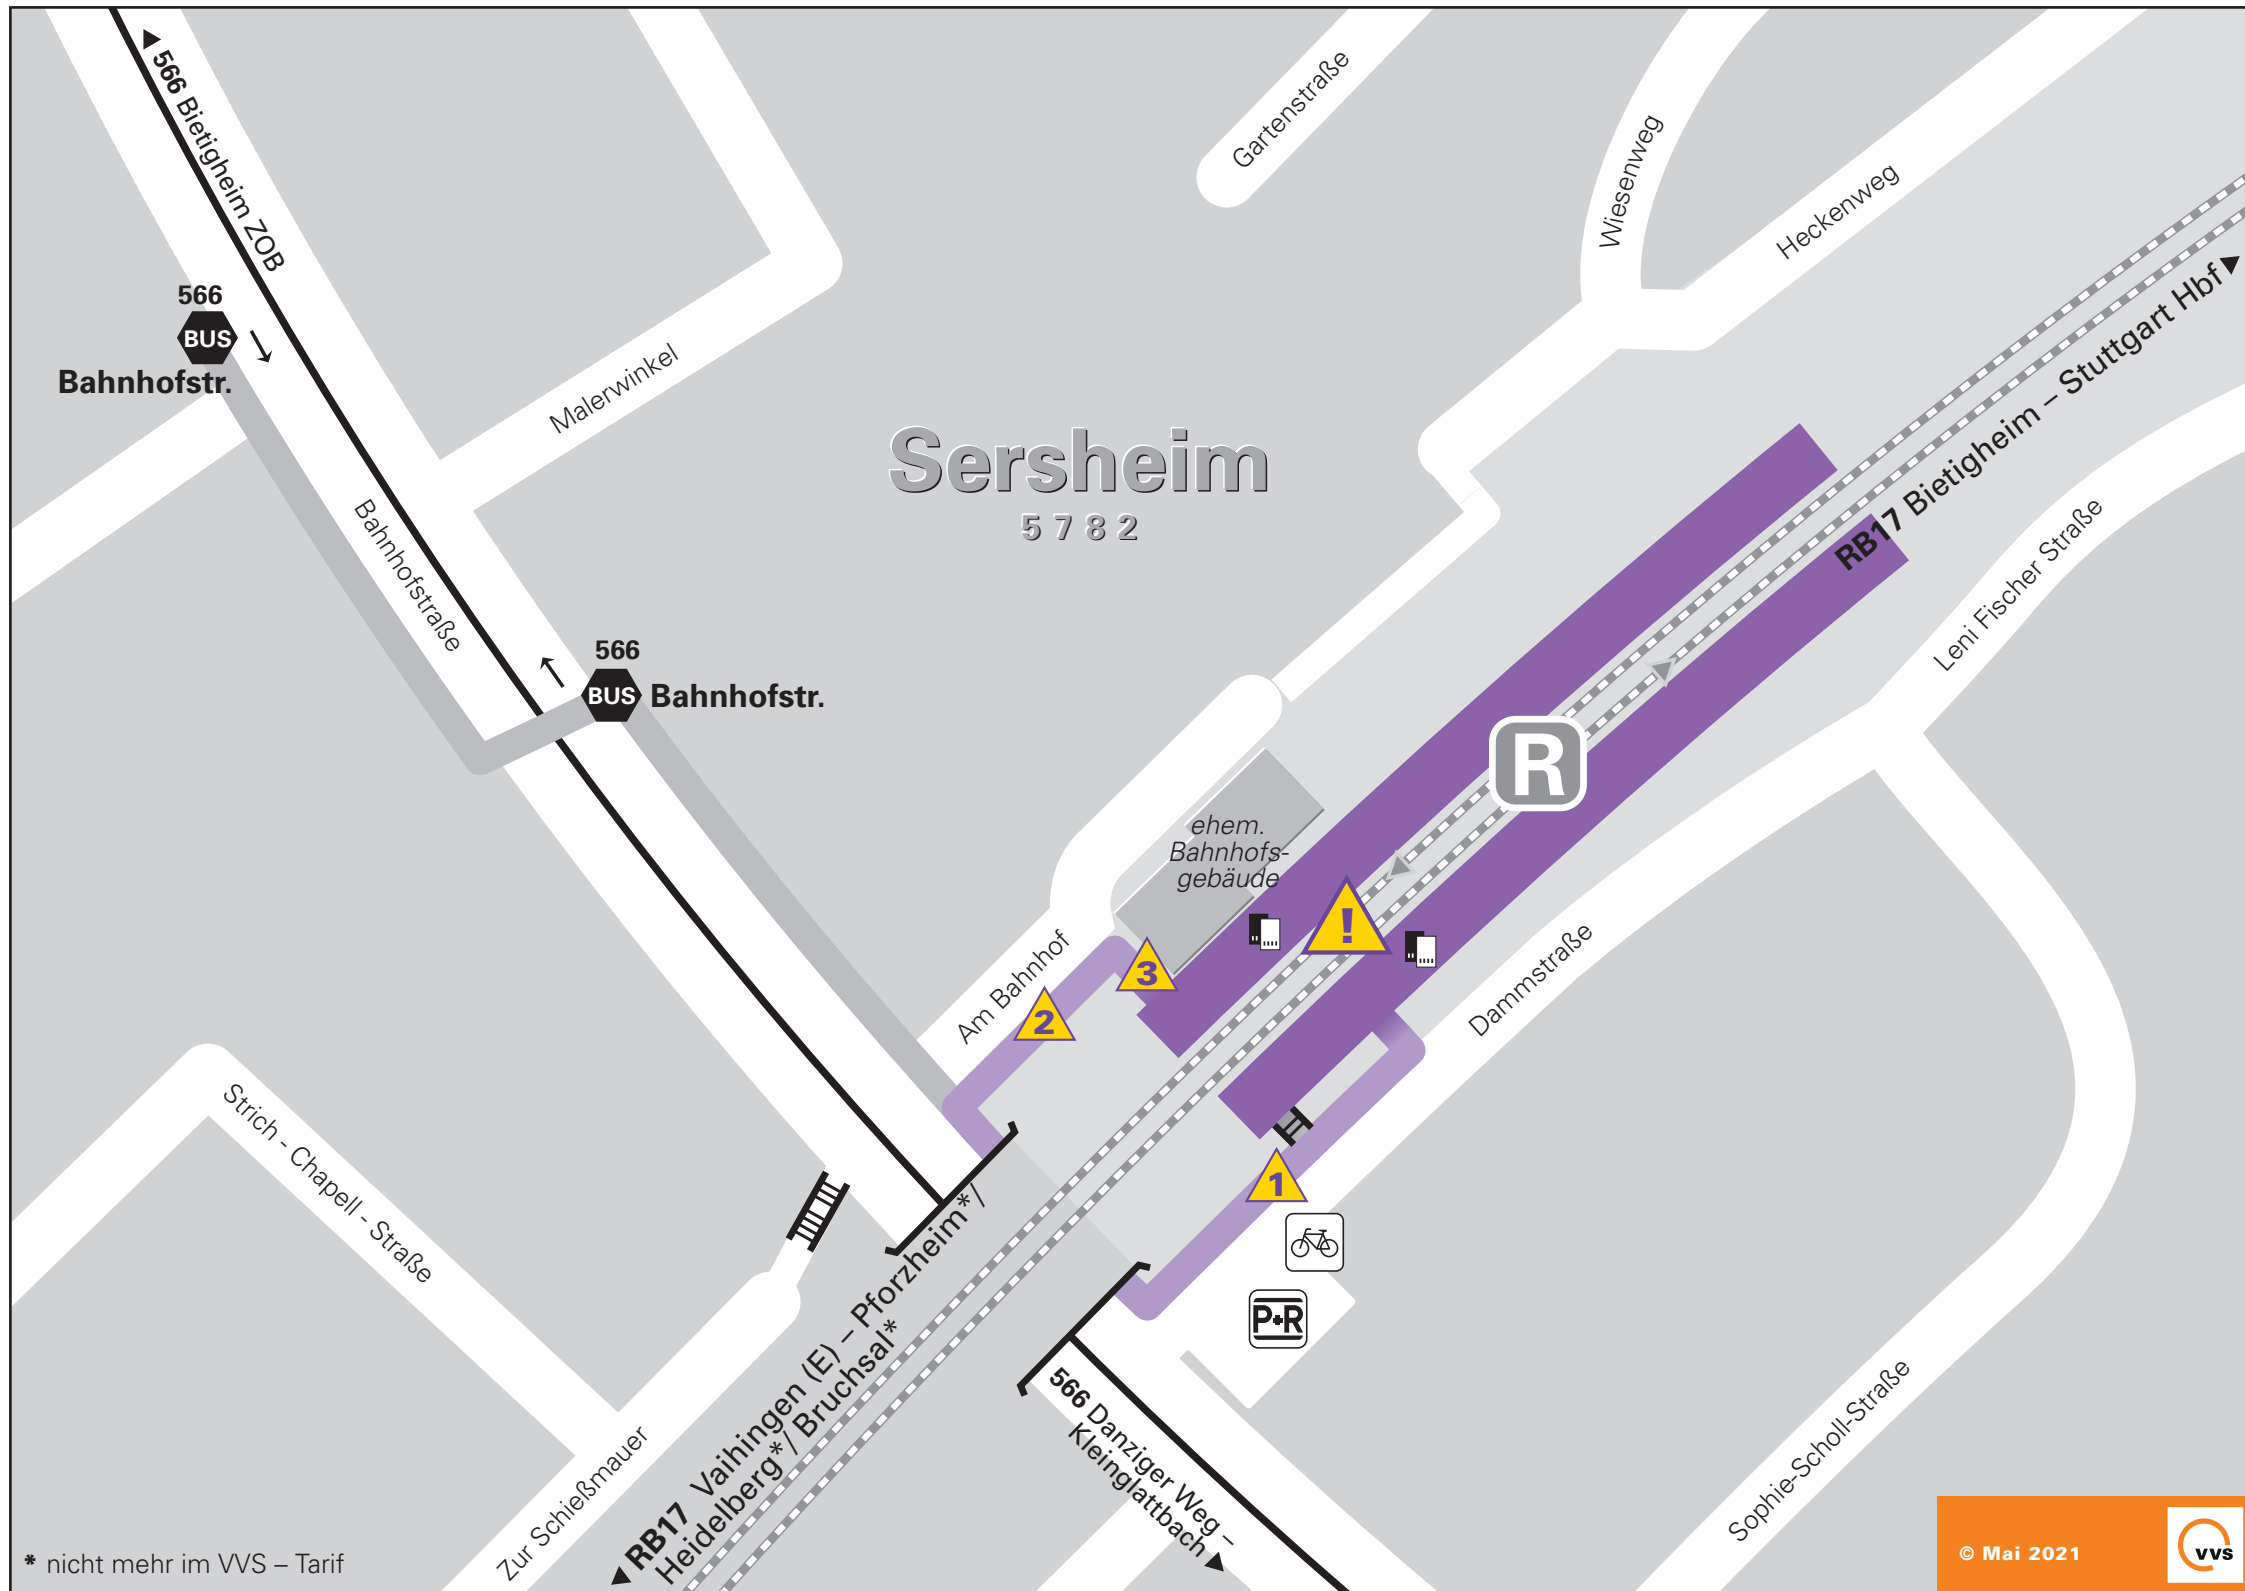 566 Bietigheim ZOB
566
BUS
Bahnhofstr.
Malerwinkel
Bahnhofstraße
Gartenstraße
Wiesenweg
Heckenweg
Sersheim
5782
RB17 Bietigheim – Stuttgart Hbf
Leni Fischer Straße
566
BUS
Bahnhofstr.
R
ehem.
Bahnhofs-
gebäude
!
Am Bahnhof
3
2
Dammstraße
1
P+R
Strich - Chapell - Straße
Zur Schießmauer
RB17 Vaihingen (E) – Pforzheim*/
Heidelberg*/ Bruchsal*
566 Danziger Weg –
Kleinglattbach
Sophie-Scholl-Straße
* nicht mehr im VVS – Tarif
© Mai 2021
VVS